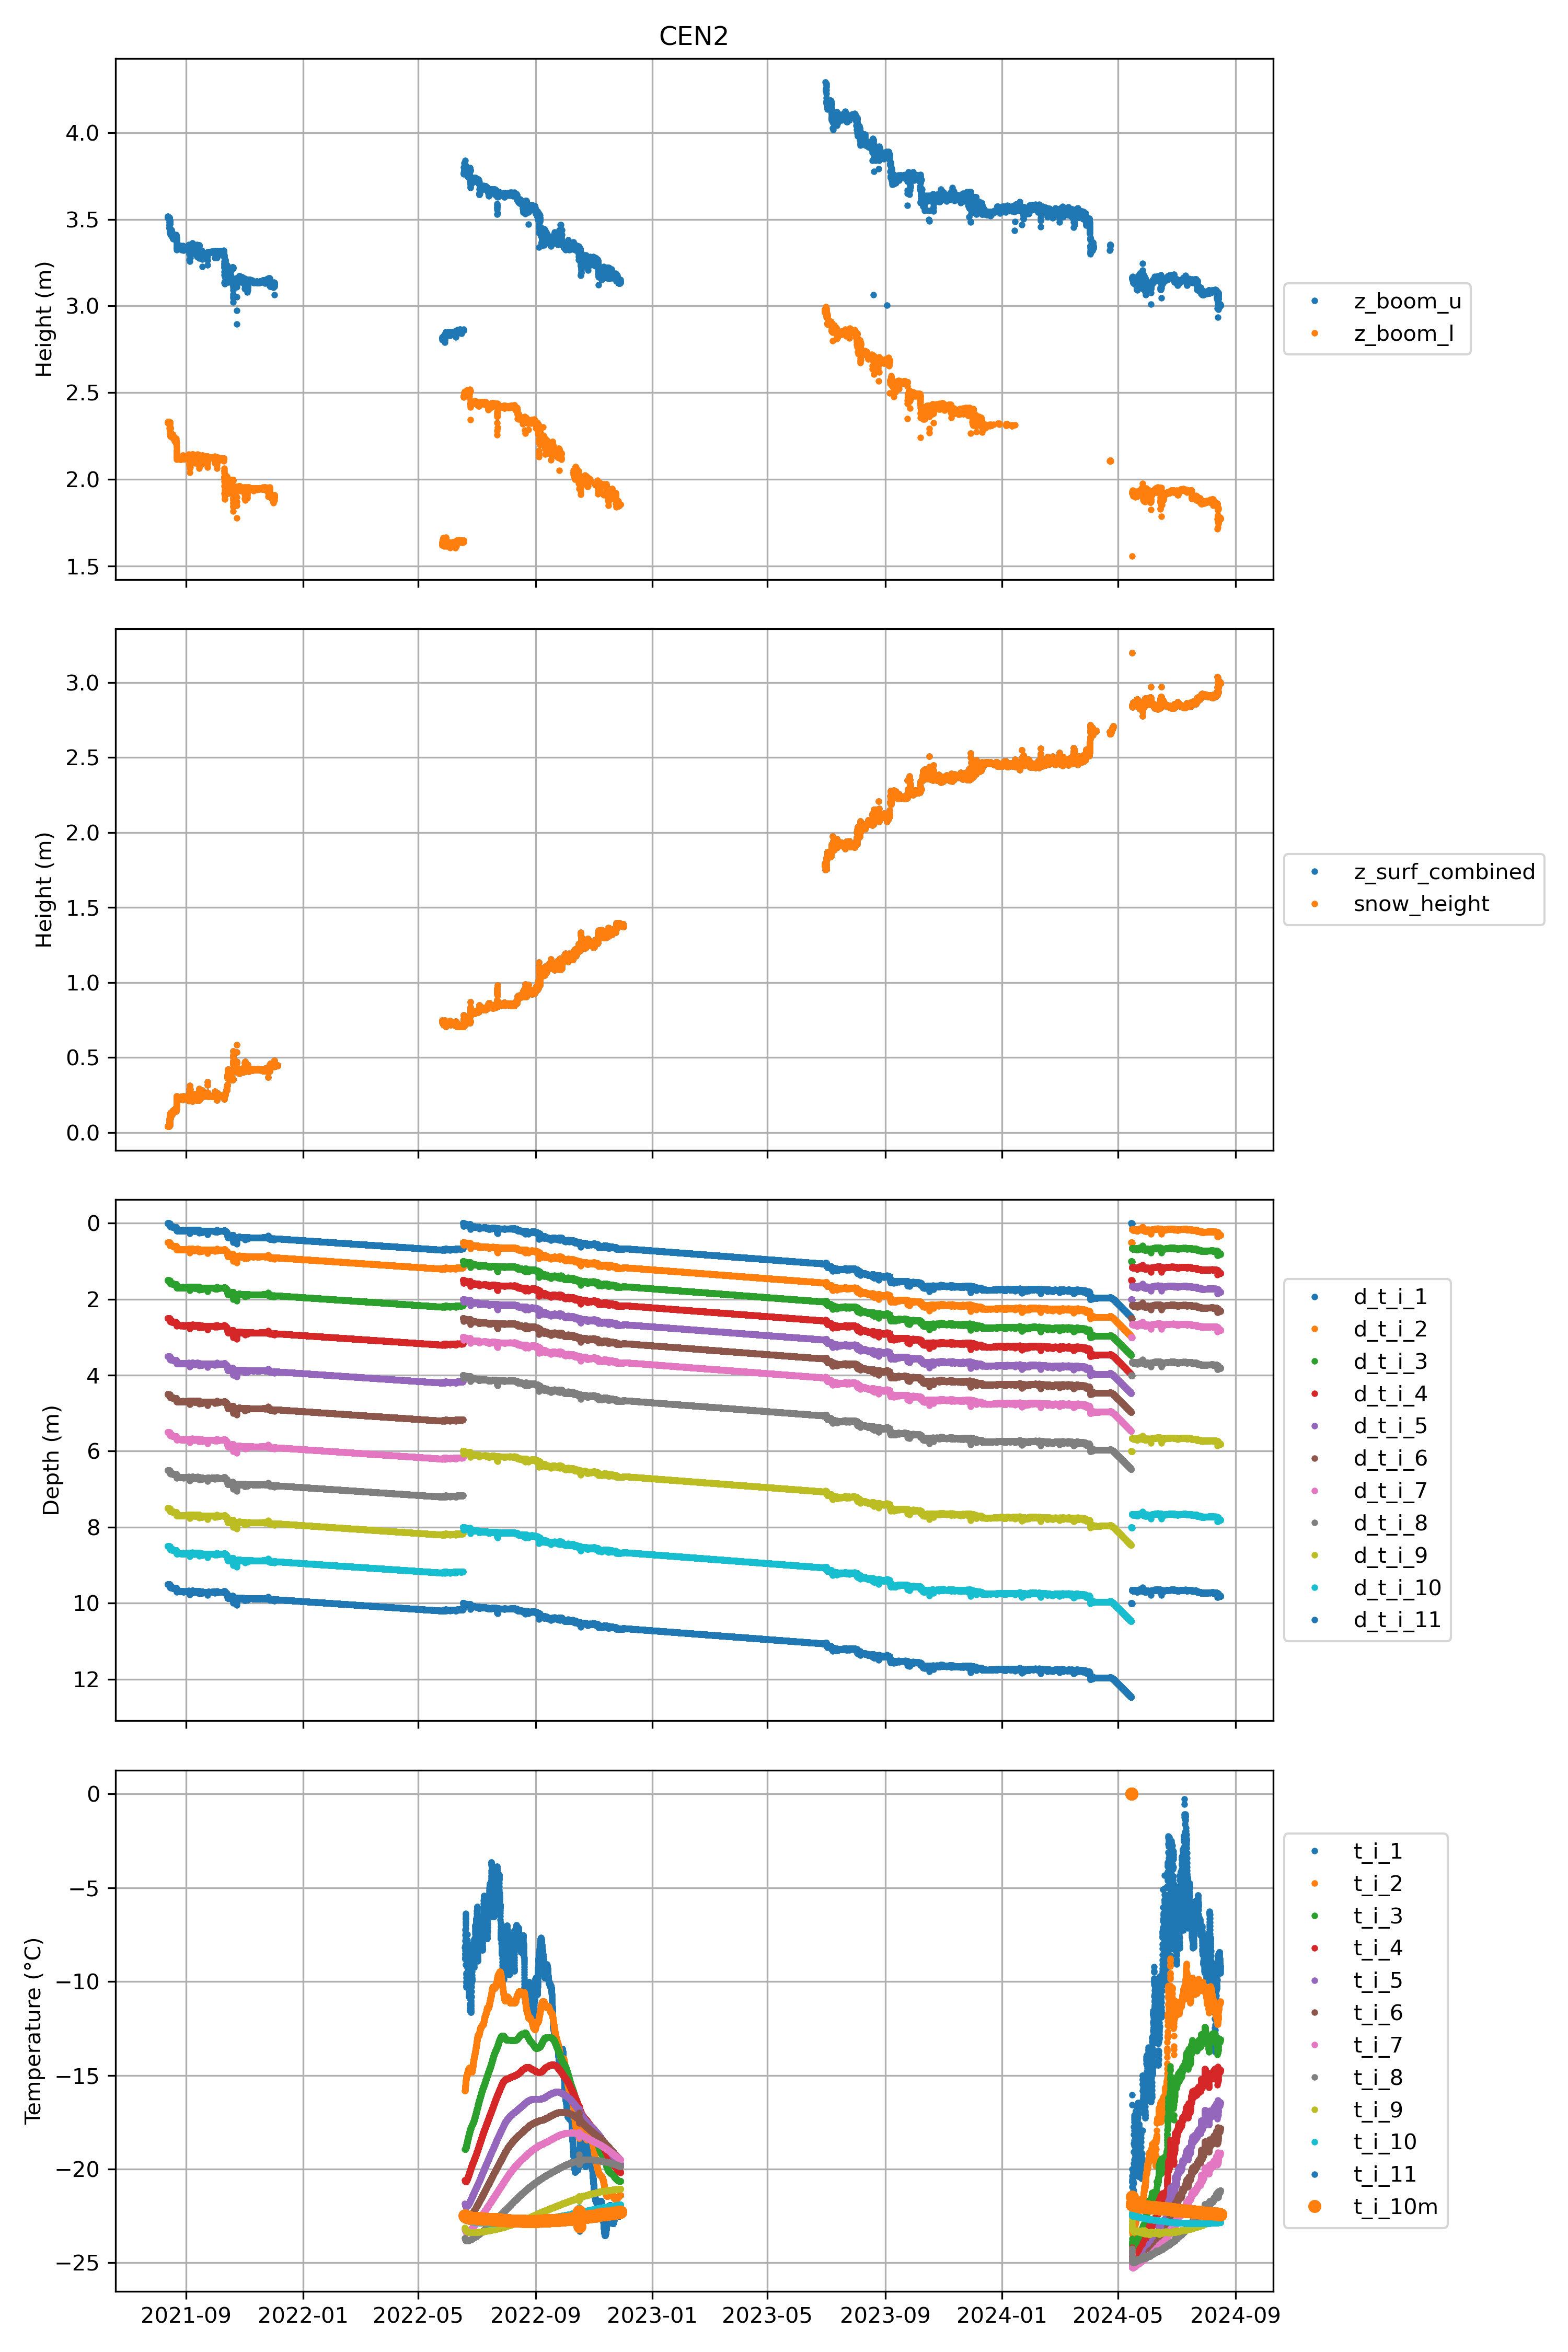 CEN2
Height (m)
4.0
3.5
3.0
2.5
2.0
1.5
z_boom_u
z_boom_l
Height (m)
3.0
2.5
2.0
1.5
1.0
0.5
0.0
z_surf_combined
snow_height
Depth (m)
0
2
4
6
8
10
12
d_t_i_1
d_t_i_2
d_t_i_3
d_t_i_4
d_t_i_5
d_t_i_6
d_t_i_7
d_t_i_8
d_t_i_9
d_t_i_10
d_t_i_11
Temperature (°C)
0
−5
−10
−15
−20
−25
t_i_1
t_i_2
t_i_3
t_i_4
t_i_5
t_i_6
t_i_7
t_i_8
t_i_9
t_i_10
t_i_11
t_i_10m
2021-09 2022-01 2022-05 2022-09 2023-01 2023-05 2023-09 2024-01 2024-05 2024-09